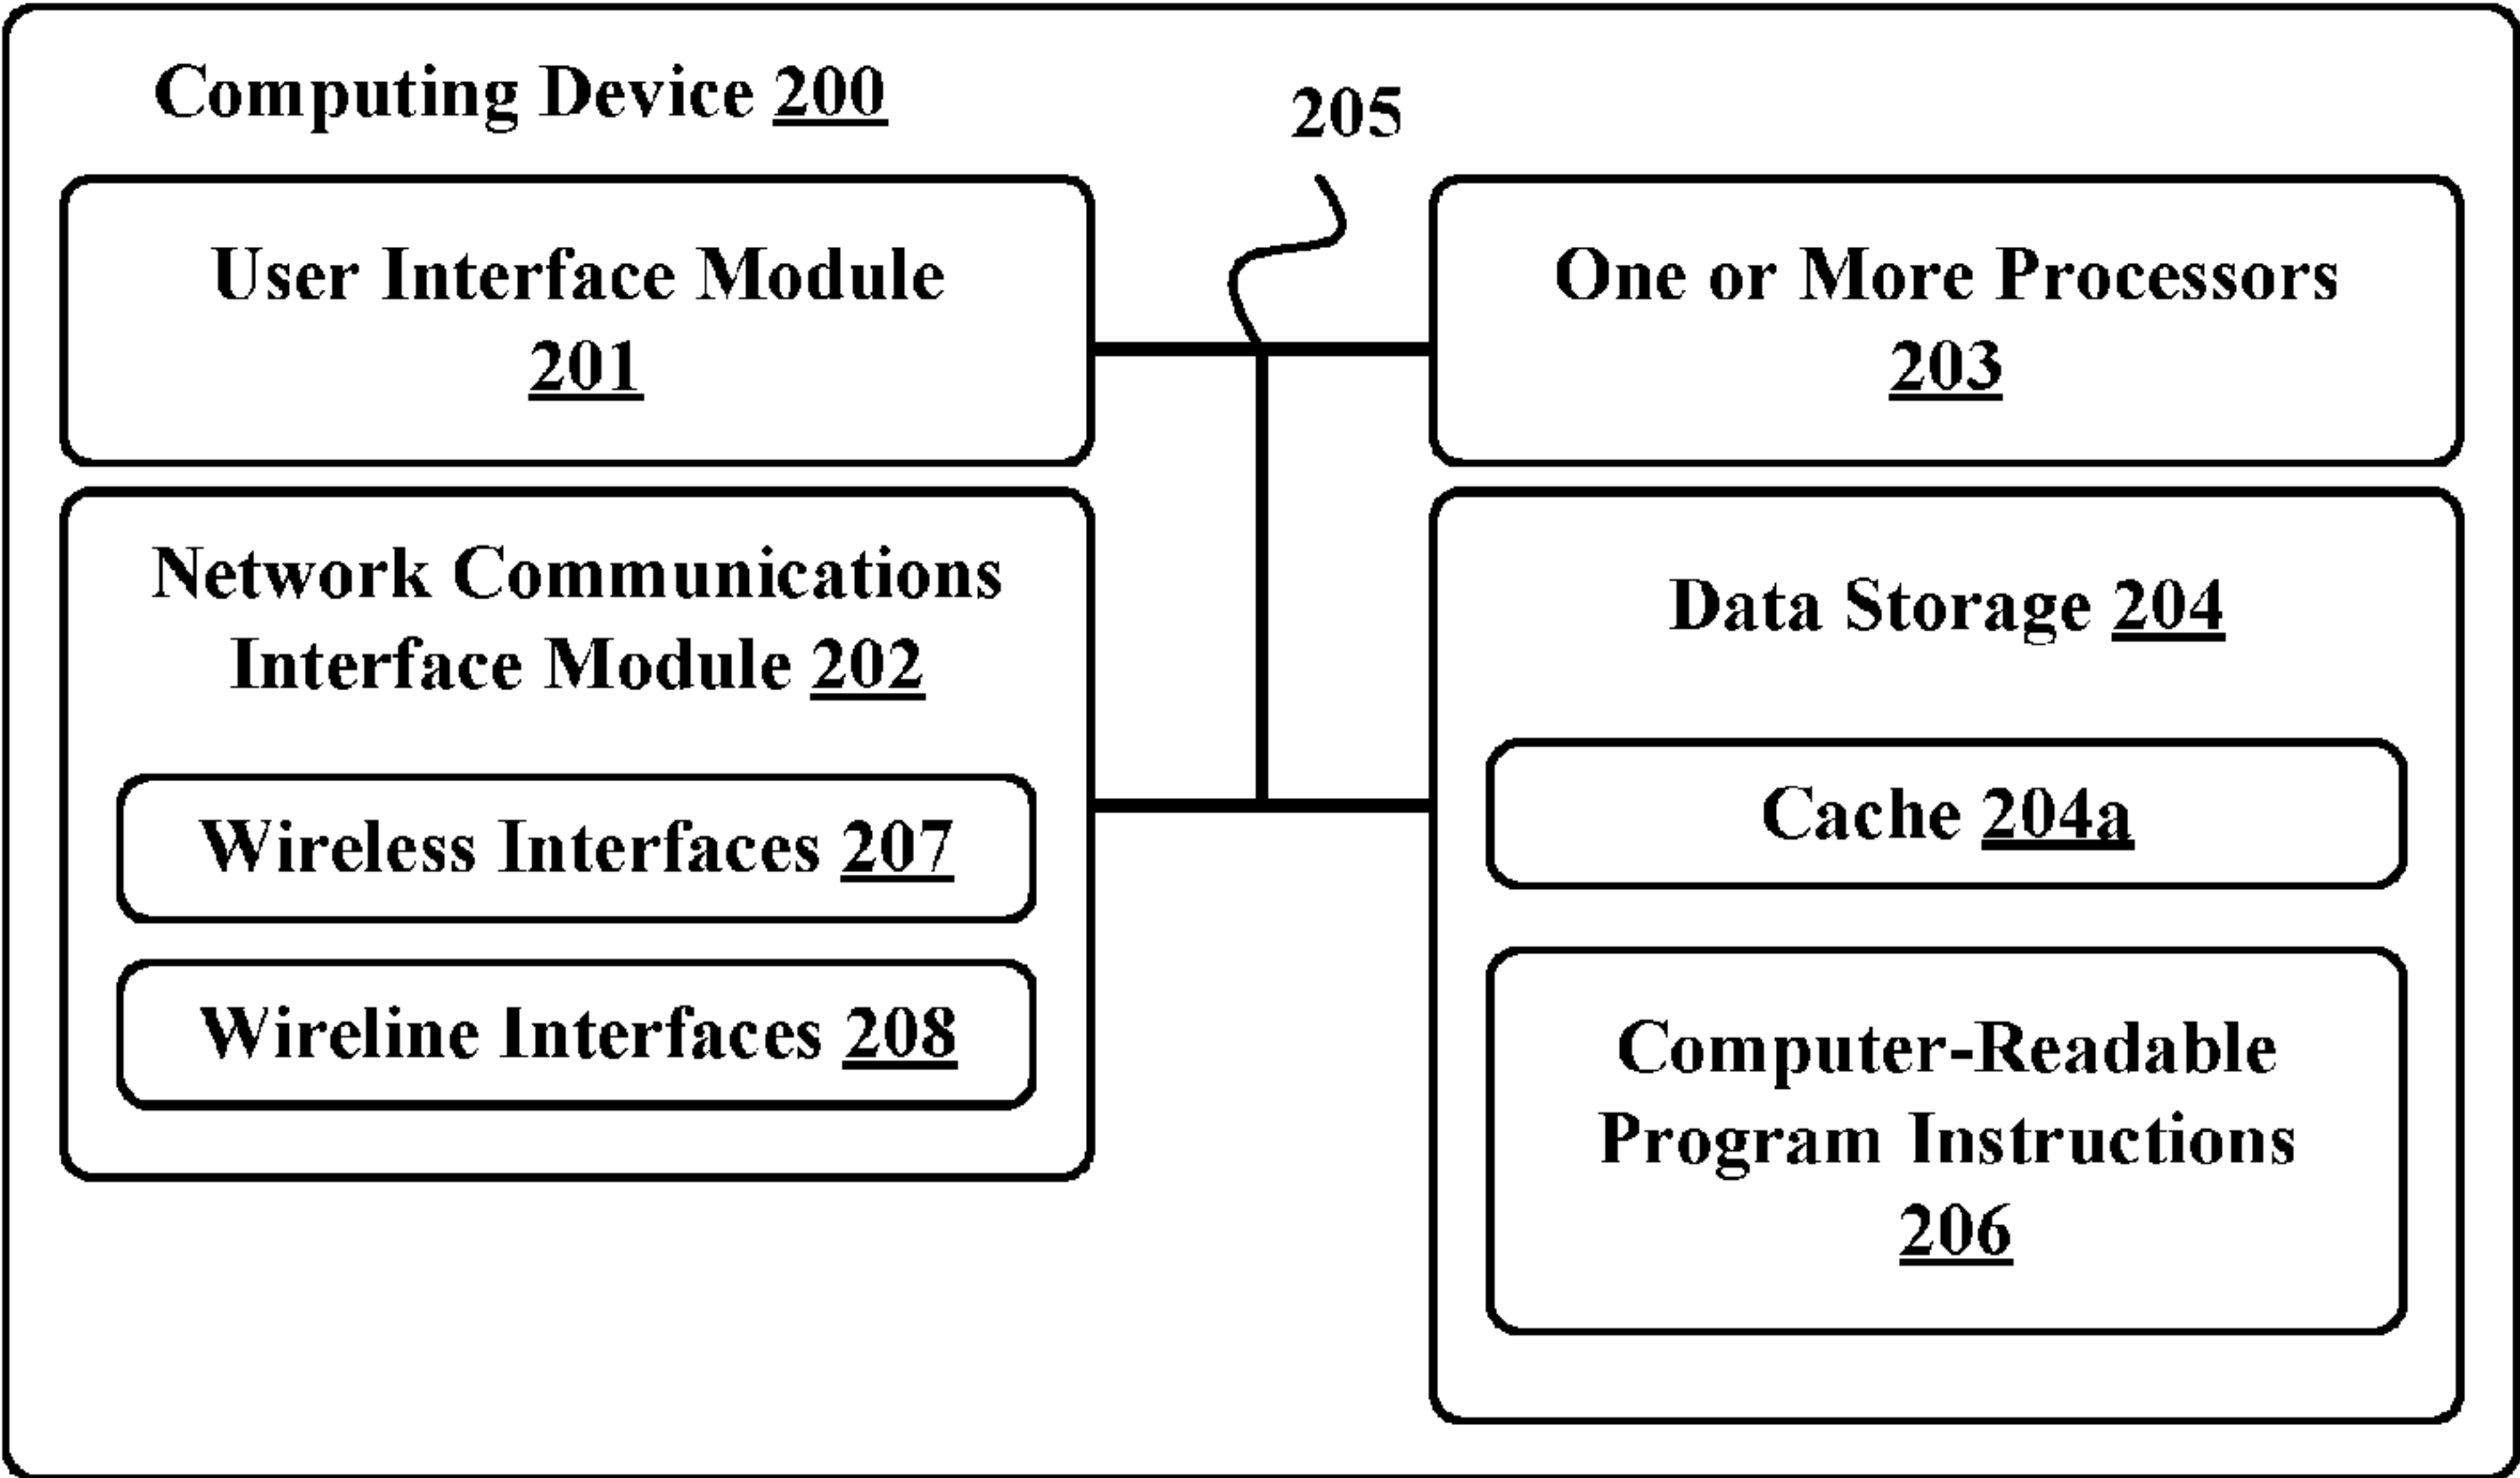 Computing Device 200
205
User Interface Module
201
One or More Processors
203
Network Communications
Interface Module 202
Wireless Interfaces 207
Wireline Interfaces 208
Data Storage 204
Cache 204a
Computer-Readable
Program Instructions
206